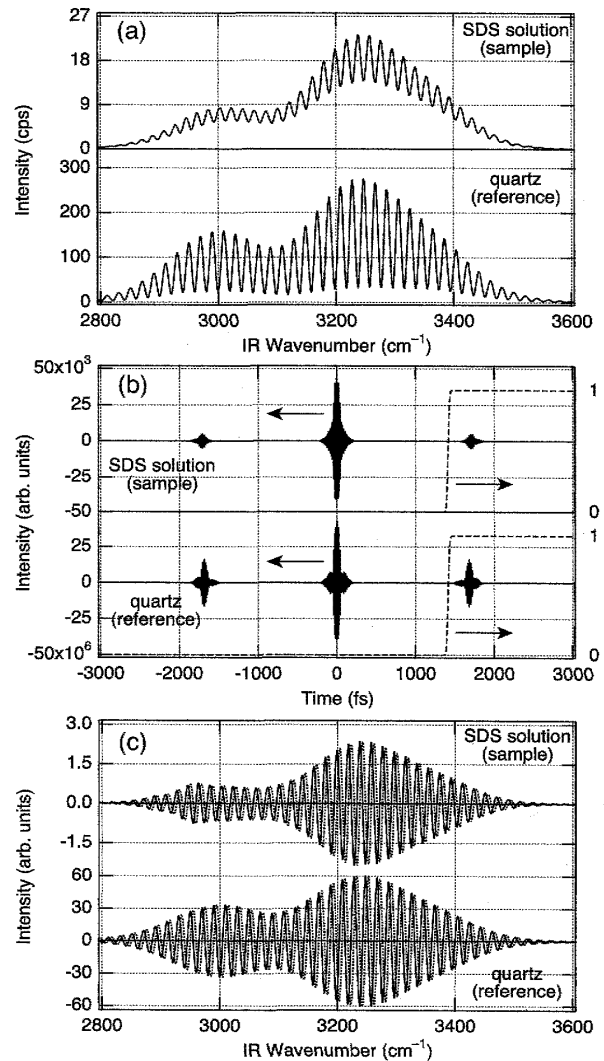 (a)
SDS solution
(sample)
27
18
9
0
Intensity (cps)
quartz
(reference)
300
200
100
0
2800
3000
3200
3400
3600
IR Wavenumber (cm⁻¹)
(b)
50x10³
25
0
-25
-50
SDS solution
(sample)
1
0
Intensity (arb. units)
25
0
-25
-50x10⁶
quartz
(reference)
1
0
-3000
-2000
-1000
0
1000
2000
3000
Time (fs)
(c)
SDS solution
(sample)
3.0
1.5
0.0
-1.5
Intensity (arb. units)
60
30
0
-30
-60
quartz
(reference)
2800
3000
3200
3400
3600
IR Wavenumber (cm⁻¹)